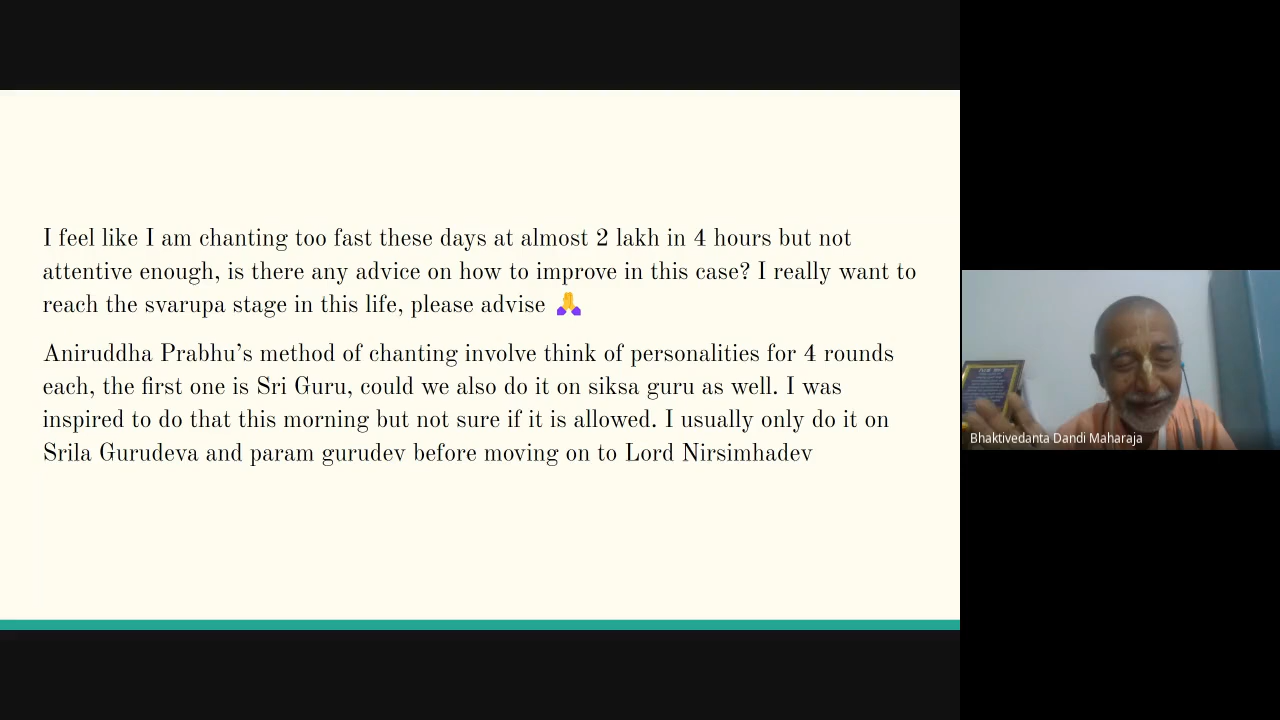 I feel like I am chanting too fast these days at almost 2 lakh in 4 hours but not
attentive enough, is there any advice on how to improve in this case? I really want to
reach the svarupa stage in this life, please advise 🙏
Aniruddha Prabhu’s method of chanting involve think of personalities for 4 rounds
each, the first one is Sri Guru, could we also do it on siksa guru as well. I was
inspired to do that this morning but not sure if it is allowed. I usually only do it on
Srila Gurudeva and param gurudev before moving on to Lord Nirsimhadev
Bhaktivedanta Dandi Maharaja